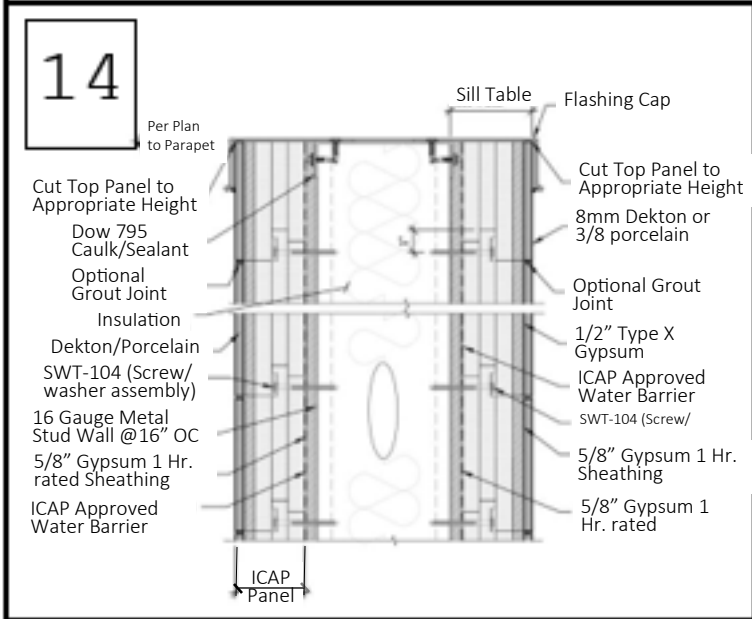 14
Per Plan
to Parapet
Sill Table
Flashing Cap
Cut Top Panel to
Appropriate Height
Dow 795
Caulk/Sealant
Optional
Grout Joint
Insulation
Dekton/Porcelain
SWT-104 (Screw/
washer assembly)
16 Gauge Metal
Stud Wall @16” OC
5/8” Gypsum 1 Hr.
rated Sheathing
ICAP Approved
Water Barrier
Cut Top Panel to
Appropriate Height
8mm Dekton or
3/8 porcelain
Optional Grout
Joint
1/2” Type X
Gypsum
ICAP Approved
Water Barrier
SWT-104 (Screw/
5/8” Gypsum 1 Hr.
Sheathing
5/8” Gypsum 1
Hr. rated
ICAP
Panel